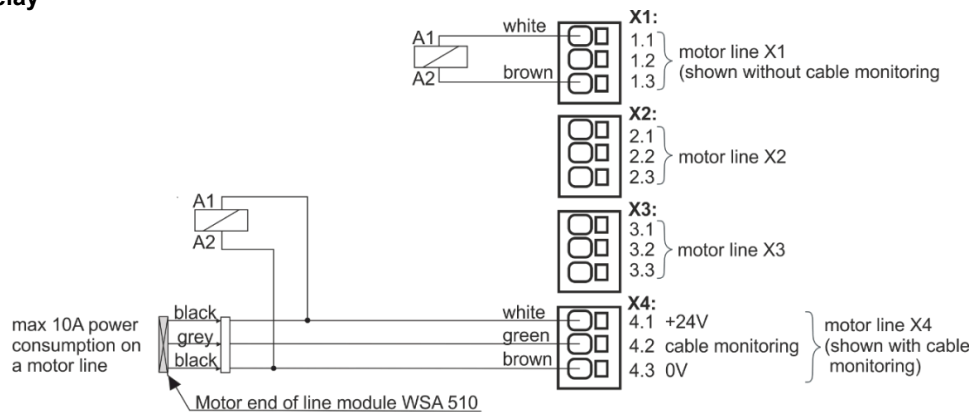 elay
white
X1:
A1
1.1
1.2
motor line X1
(shown without cable monitoring
A2
brown
1.3
X2:
2.1
2.2
motor line X2
2.3
A1
A2
X3:
3.1
3.2
motor line X3
3.3
X4:
black
white
4.1 +24V
max 10A power
consumption on
a motor line
grey
green
4.2 cable monitoring
motor line X4
(shown with cable
monitoring)
black
brown
4.3 0V
Motor end of line module WSA 510